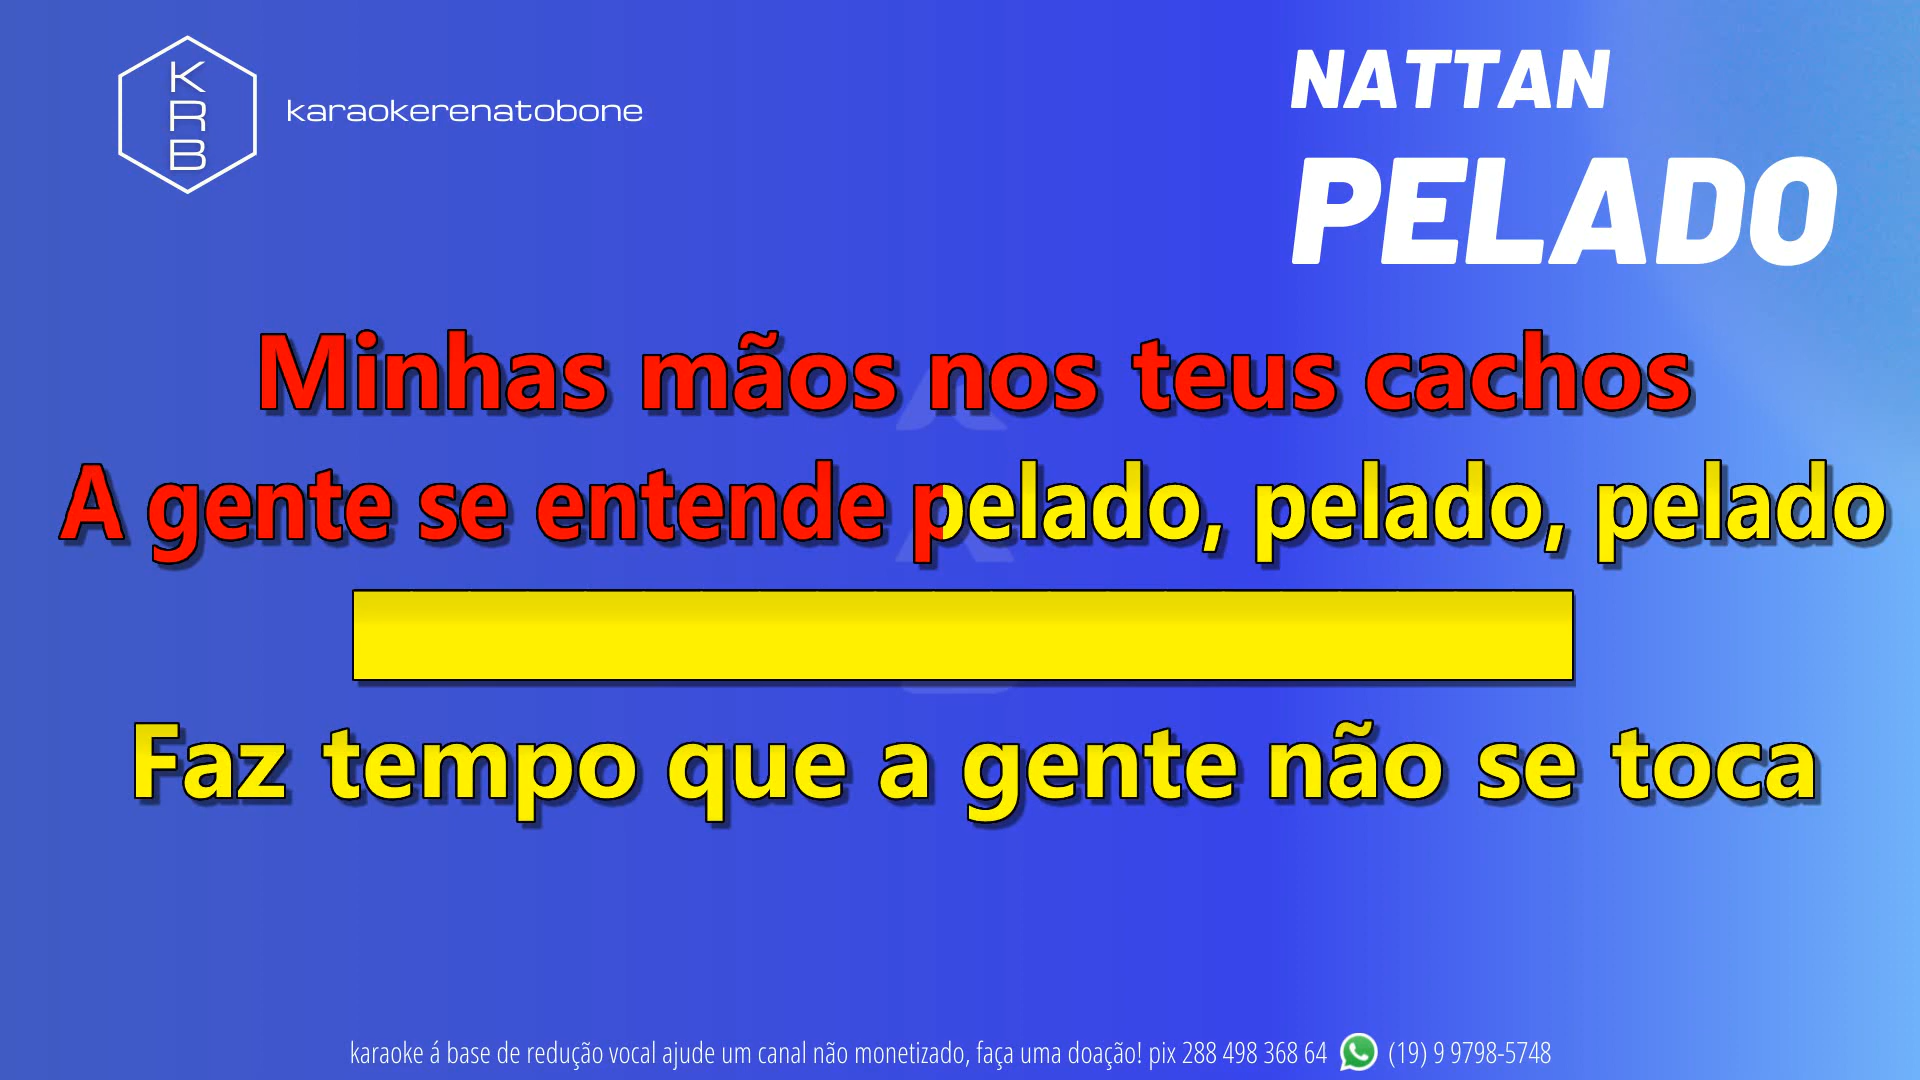 K
R
B
karaokerenatobone
NATTAN
PELADO
Minhas mãos nos teus cachos
A gente se entende pelado, pelado, pelado
Faz tempo que a gente não se toca
karaoke á base de redução vocal ajude um canal não monetizado, faça uma doação! pix 288 498 368 64 (19) 9 9798-5748